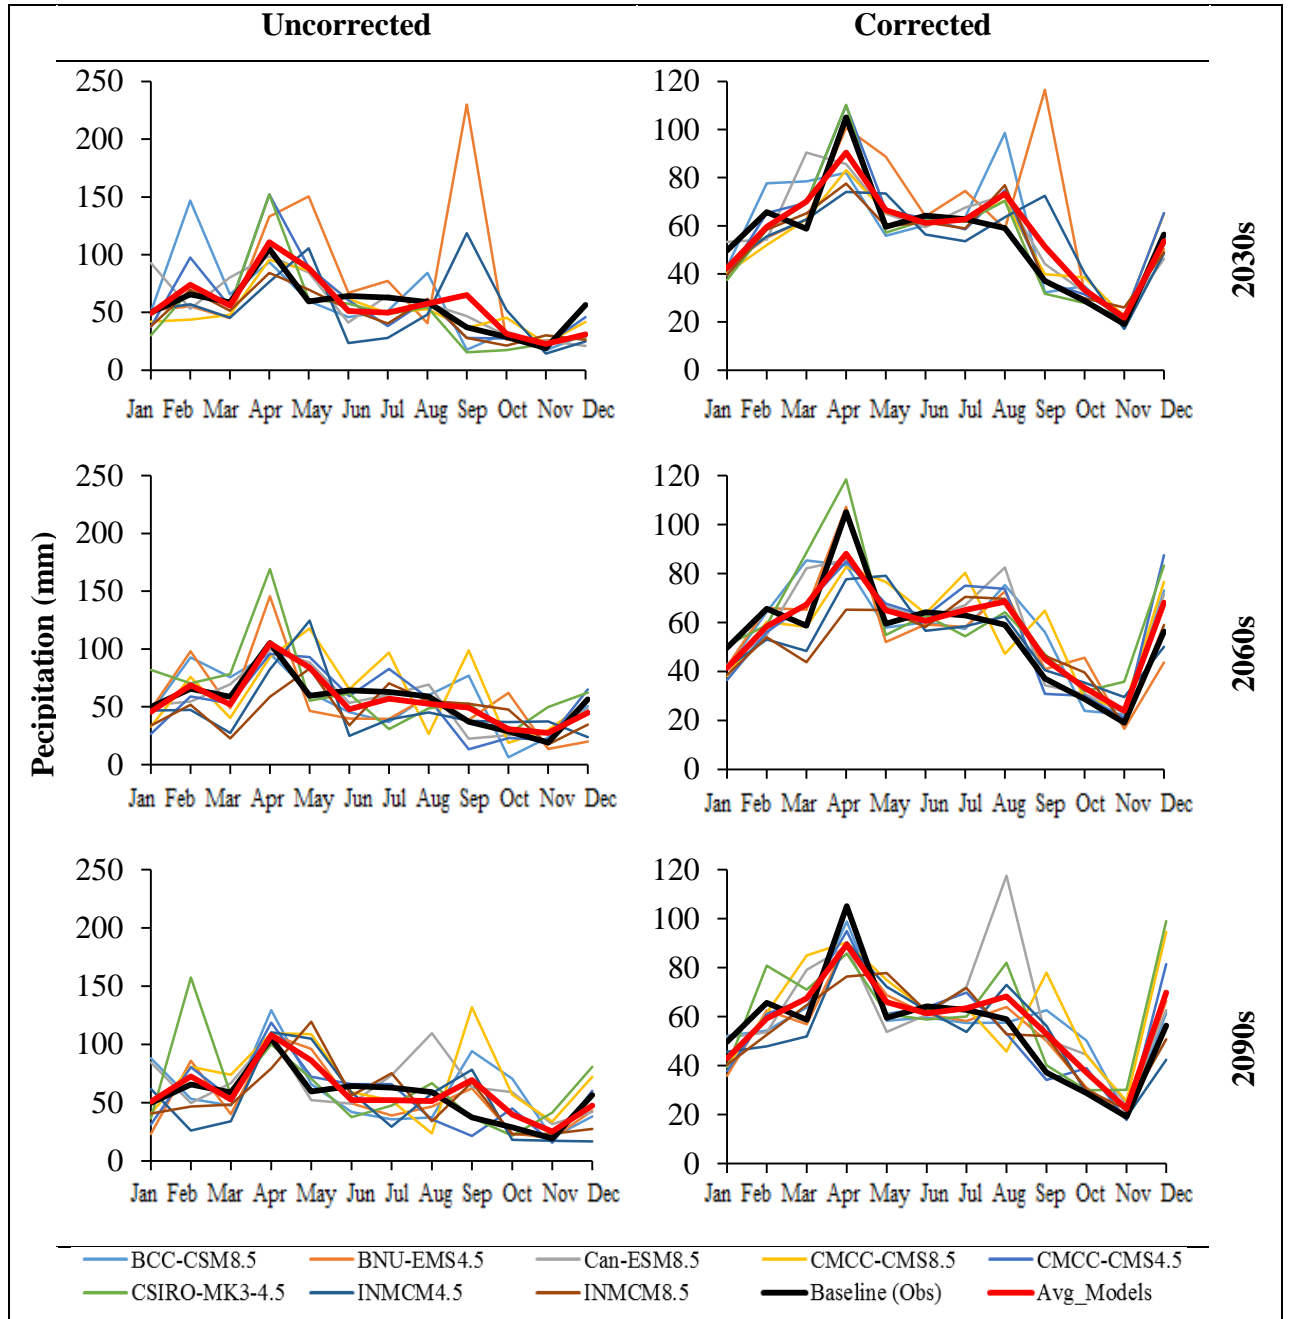 Uncorrected Corrected
250 120
200 100
150 80
100 60
50 40
0 20
0
Jan Feb Mar Apr May Jun Jul Aug Sep Oct Nov Dec
Jan Feb Mar Apr May Jun Jul Aug Sep Oct Nov Dec
2030s
Pecipitation (mm)
250 120
200 100
150 80
100 60
50 40
0 20
0
Jan Feb Mar Apr May Jun Jul Aug Sep Oct Nov Dec
Jan Feb Mar Apr May Jun Jul Aug Sep Oct Nov Dec
2060s
250 120
200 100
150 80
100 60
50 40
0 20
0
Jan Feb Mar Apr May Jun Jul Aug Sep Oct Nov Dec
Jan Feb Mar Apr May Jun Jul Aug Sep Oct Nov Dec
2090s
BCC-CSM8.5 BNU-EMS4.5 Can-ESM8.5 CMCC-CMS8.5 CMCC-CMS4.5
CSIRO-MK3-4.5 INMCM4.5 INMCM8.5 Baseline (Obs) Avg_Models